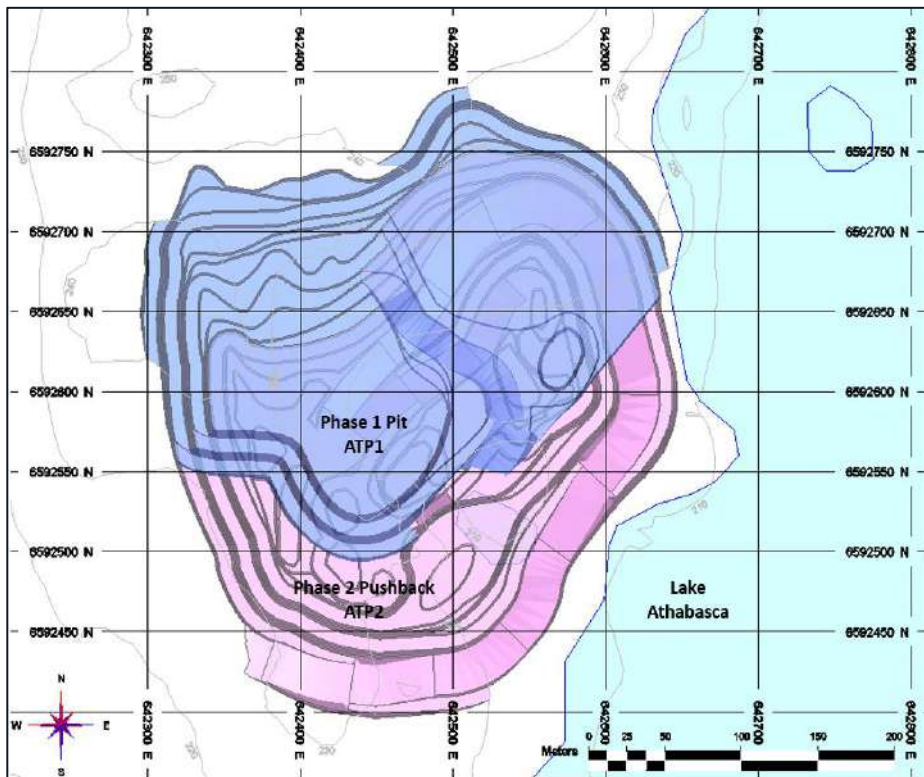 642300 E
642400 E
642500 E
642600 E
642700 E
642800 E
6592750 N
6592750 N
6592700 N
6592700 N
6592650 N
6592650 N
6592600 N
6592600 N
Phase 1 Pit
ATP1
6592550 N
6592550 N
6592500 N
6592500 N
Phase 2 Pushback
ATP2
Lake
Athabasca
6592450 N
6592450 N
N
W
E
S
642300 E
642400 E
642500 E
642600 E
642700 E
642800 E
Meters
0
25
50
100
150
200